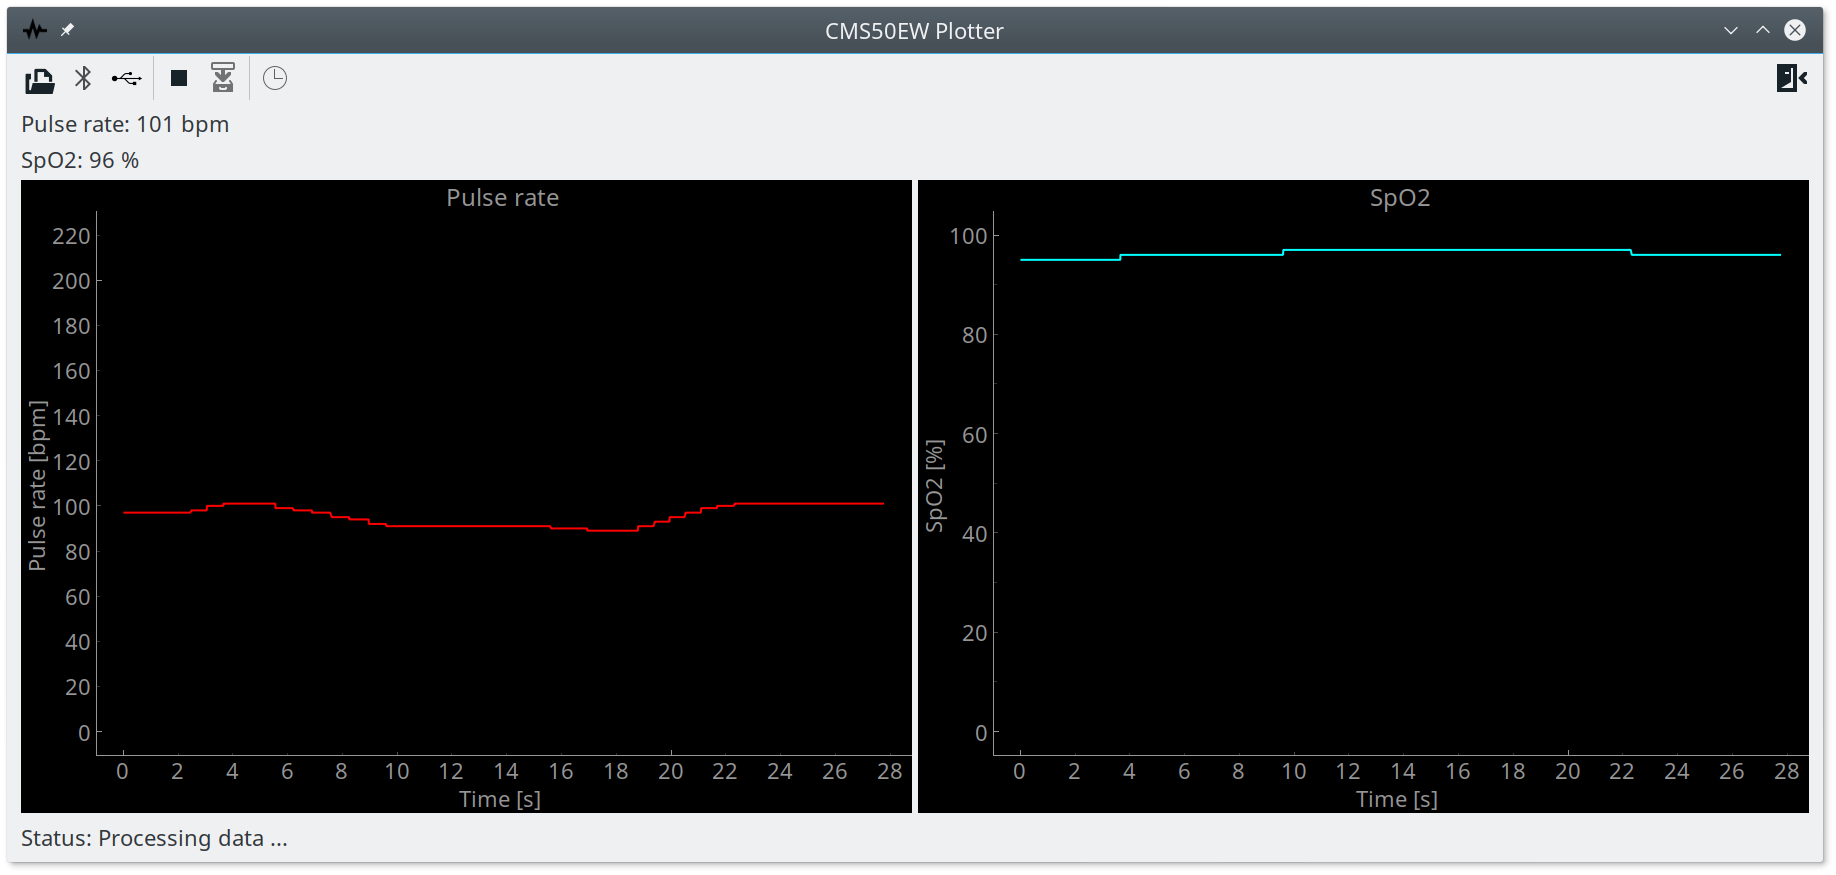 CMS50EW Plotter
Pulse rate: 101 bpm
SpO2: 96 %
Pulse rate
220
200
180
160
140
120
100
80
60
40
20
0
Pulse rate [bpm]
0 2 4 6 8 10 12 14 16 18 20 22 24 26 28
Time [s]
SpO2
100
80
60
40
20
0
SpO2 [%]
0 2 4 6 8 10 12 14 16 18 20 22 24 26 28
Time [s]
Status: Processing data ...